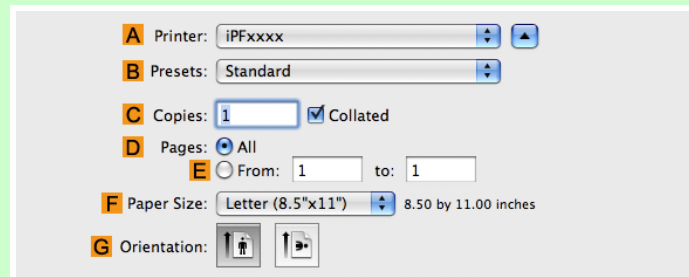 A Printer: iPFxxxx
B Presets: Standard
C Copies: 1 Collated
D Pages: All
E From: 1 to: 1
F Paper Size: Letter (8.5"x11") 8.50 by 11.00 inches
G Orientation: